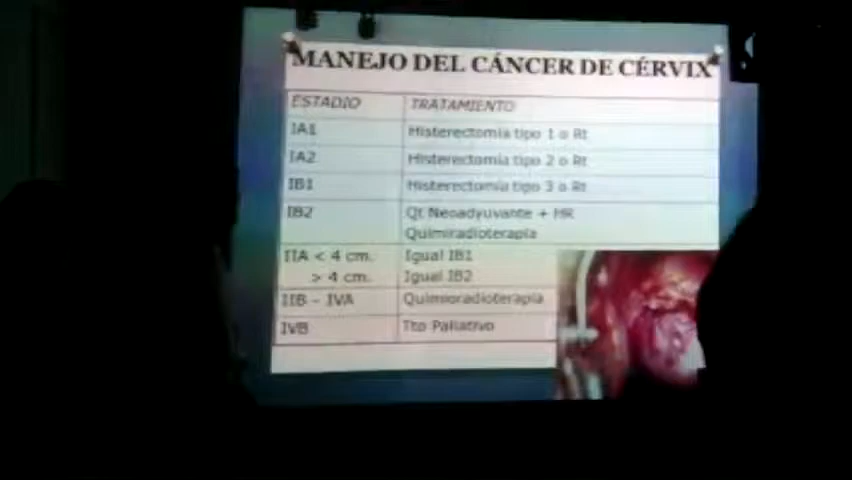 MANEJO DEL CÁNCER DE CÉRVIX
ESTADIO TRATAMIENTO
IA1 Histerectomía tipo 1 o Rt
IA2 Histerectomía tipo 2 o Rt
IB1 Histerectomía tipo 3 o Rt
IB2 Qt Neoadyuvante + HR
Quimiradioterapia
IIA < 4 cm. Igual IB1
> 4 cm. Igual IB2
IIB - IVA Quimioradioterapia
IVB Tto Paliativo